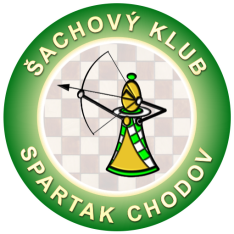 ŠACHOVÝ KLUB
SPARTAK CHODOV